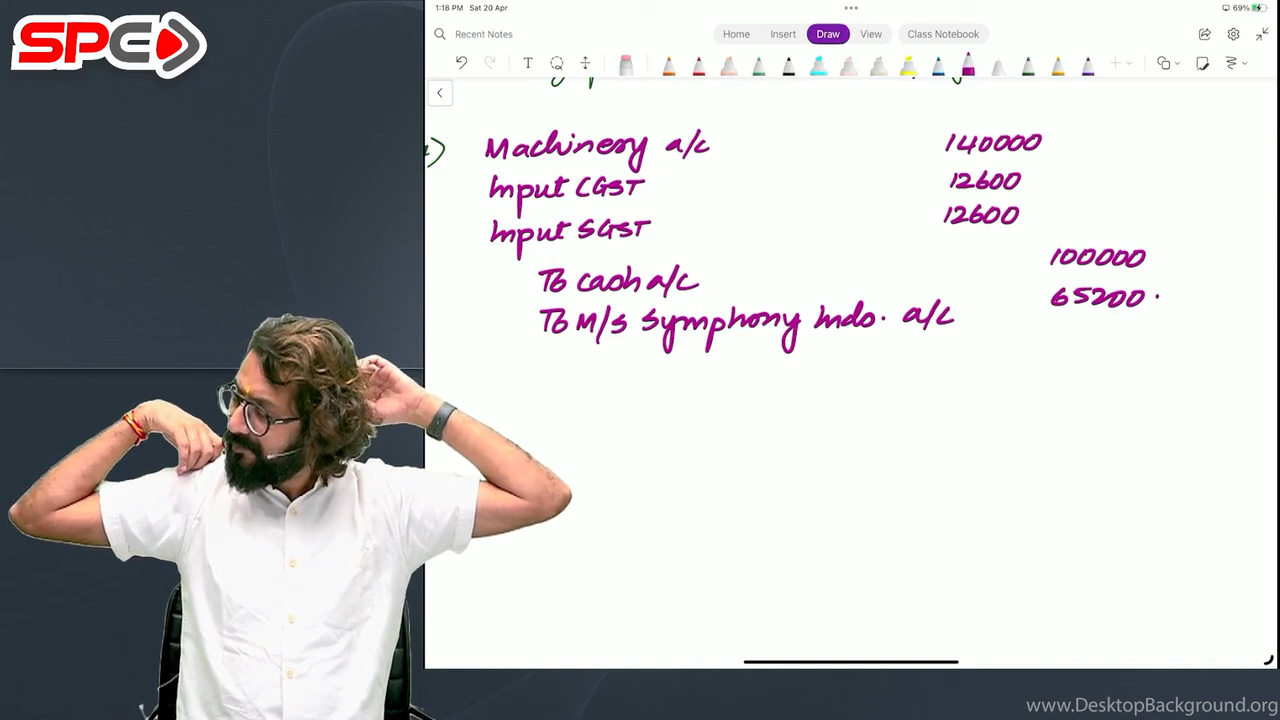 SPC
1:18 PM Sat 20 Apr
69%
Recent Notes
Home Insert Draw View Class Notebook
Machinery a/c 140000
Input CGST 12600
Input SGST 12600
To cash a/c 100000
To M/s Symphony Indo. a/c 65200
www.DesktopBackground.org